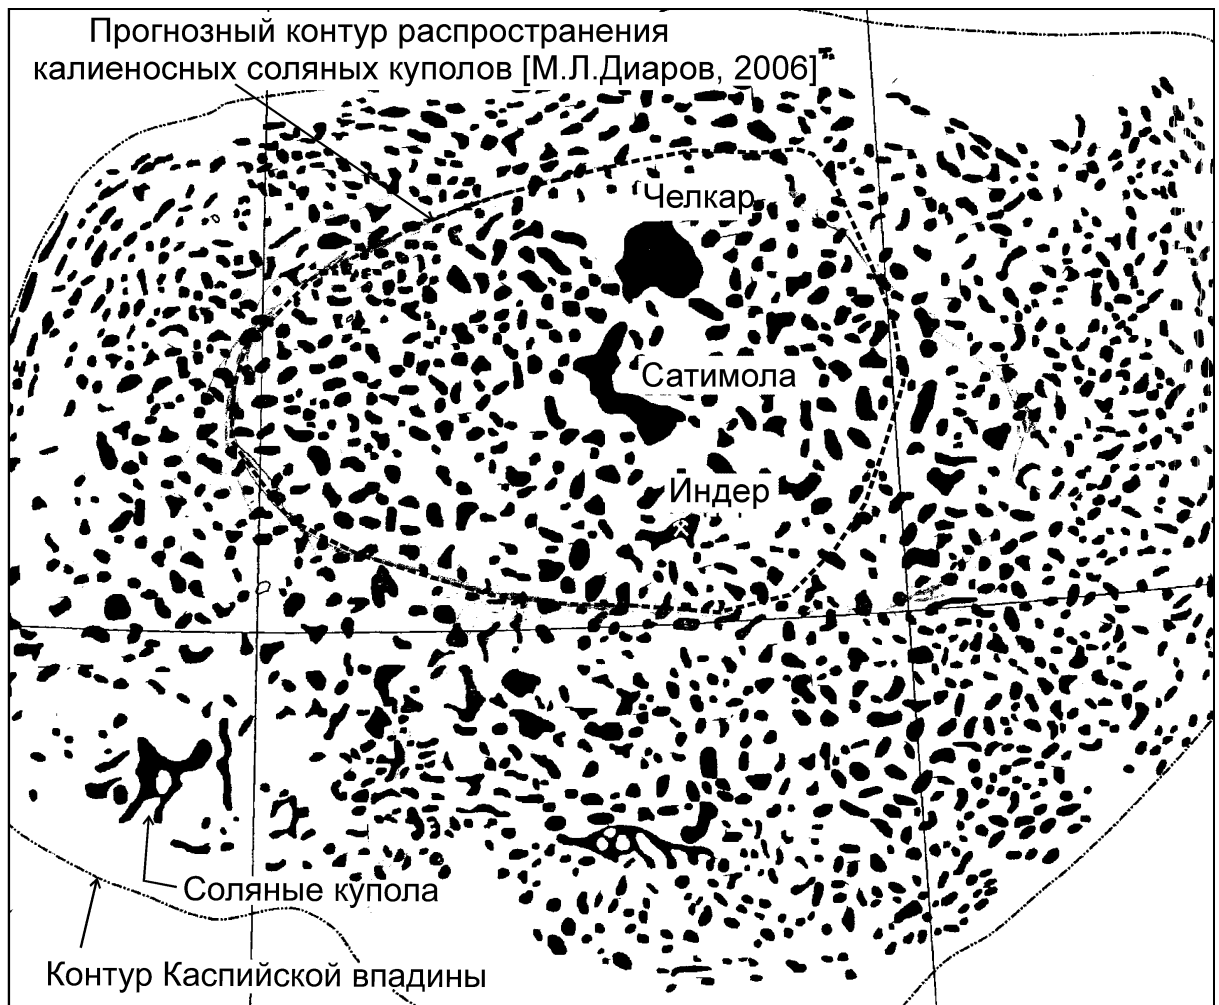 Прогнозный контур распространения
калиеносных соляных куполов [М.Л.Диаров, 2006]
Челкар
Сатимола
Индер
Соляные купола
Контур Каспийской впадины